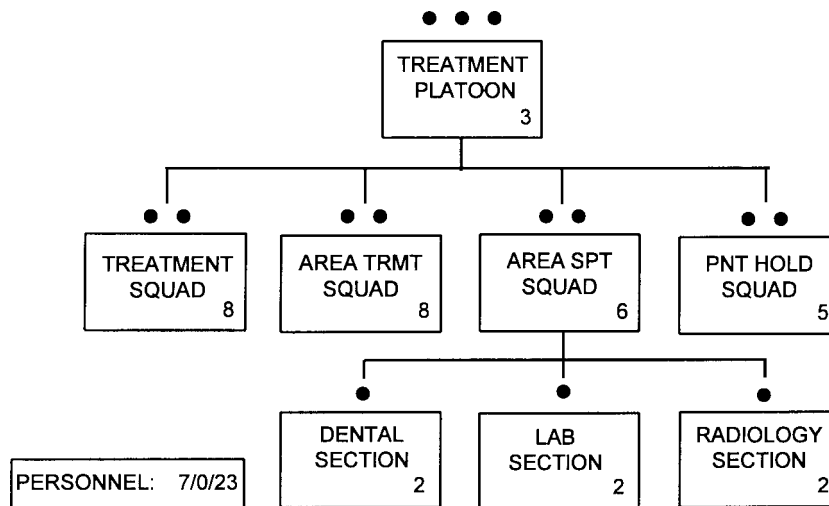 TREATMENT
PLATOON
3
TREATMENT
SQUAD
8
AREA TRMT
SQUAD
8
AREA SPT
SQUAD
6
PNT HOLD
SQUAD
5
DENTAL
SECTION
2
LAB
SECTION
2
RADIOLOGY
SECTION
2
PERSONNEL: 7/0/23